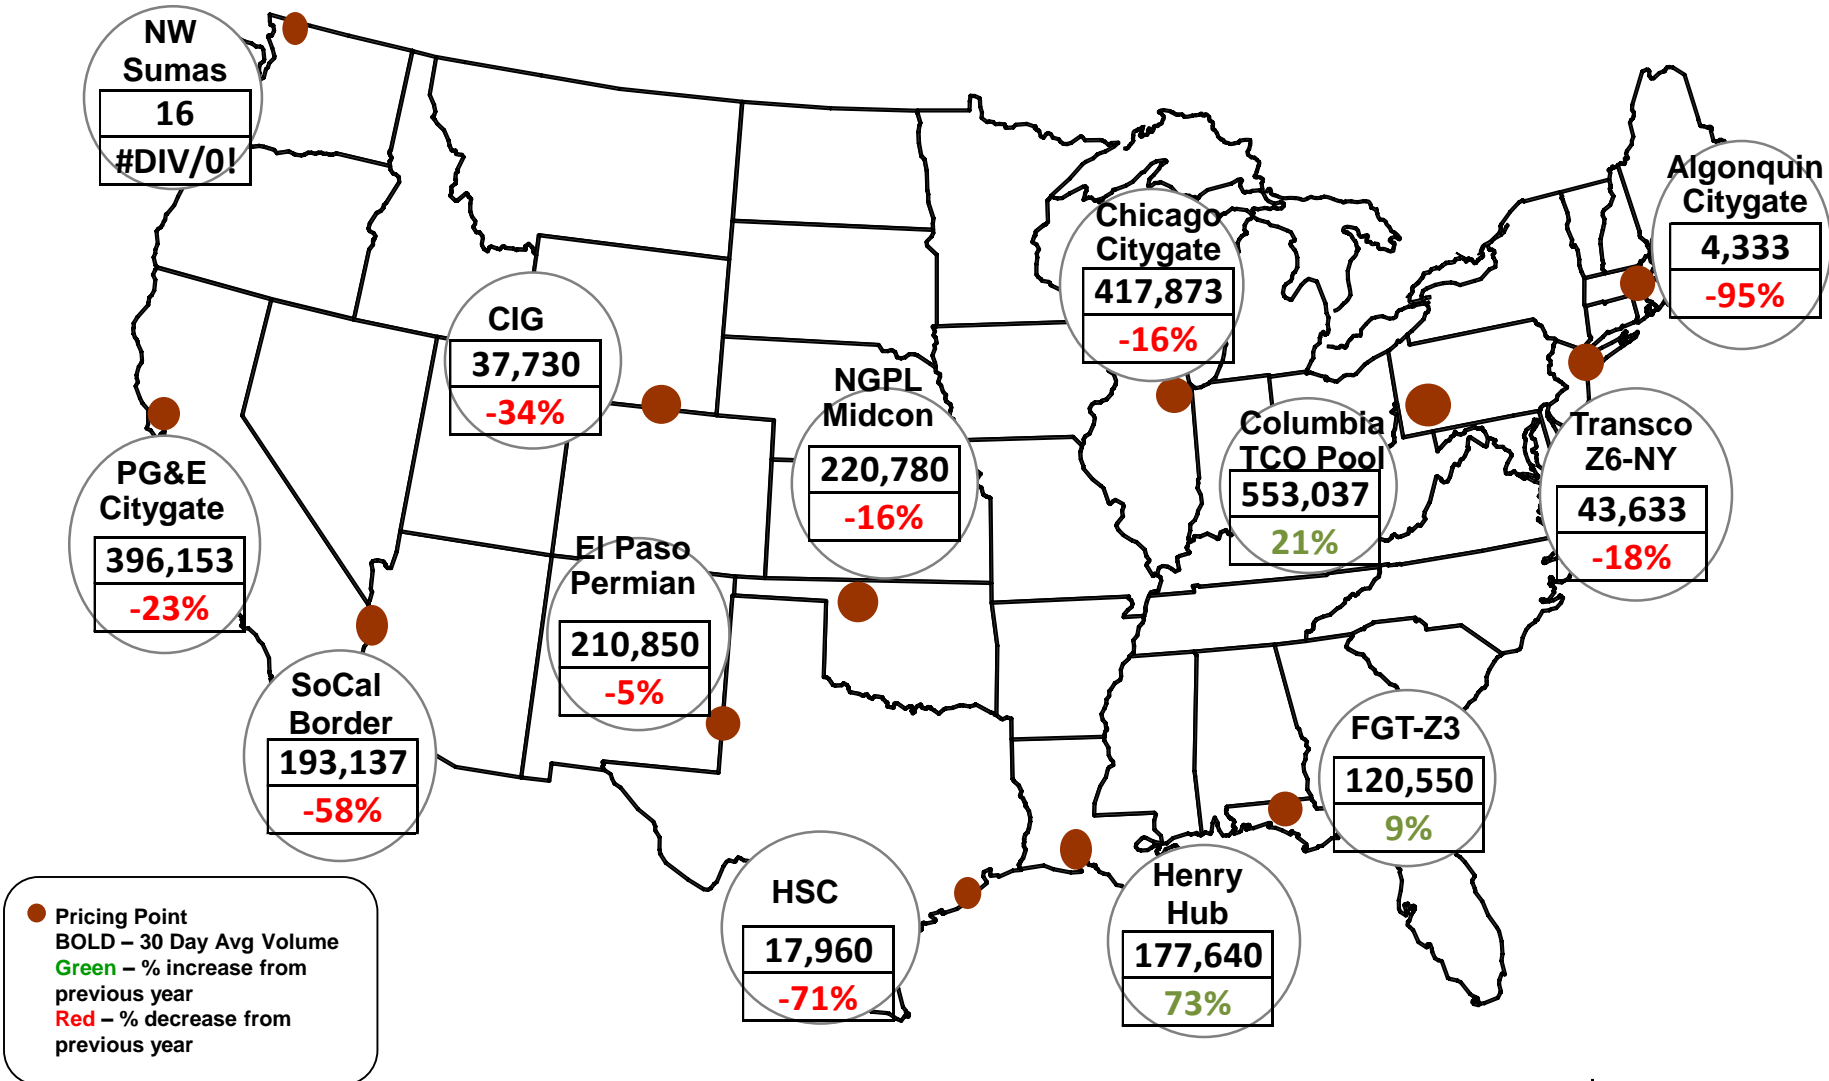 NW
Sumas
16
#DIV/0!
Algonquin
Citygate
4,333
-95%
Chicago
Citygate
417,873
-16%
CIG
37,730
-34%
NGPL
Midcon
220,780
-16%
Columbia
TCO Pool
553,037
21%
Transco
Z6-NY
43,633
-18%
PG&E
Citygate
396,153
-23%
El Paso
Permian
210,850
-5%
SoCal
Border
193,137
-58%
FGT-Z3
120,550
9%
HSC
17,960
-71%
Henry
Hub
177,640
73%
Pricing Point
BOLD – 30 Day Avg Volume
Green – % increase from
previous year
Red – % decrease from
previous year